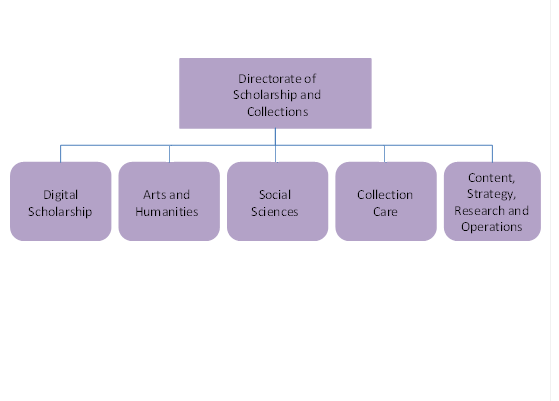 Directorate of
Scholarship and
Collections
Digital
Scholarship
Arts and
Humanities
Social
Sciences
Collection
Care
Content,
Strategy,
Research and
Operations